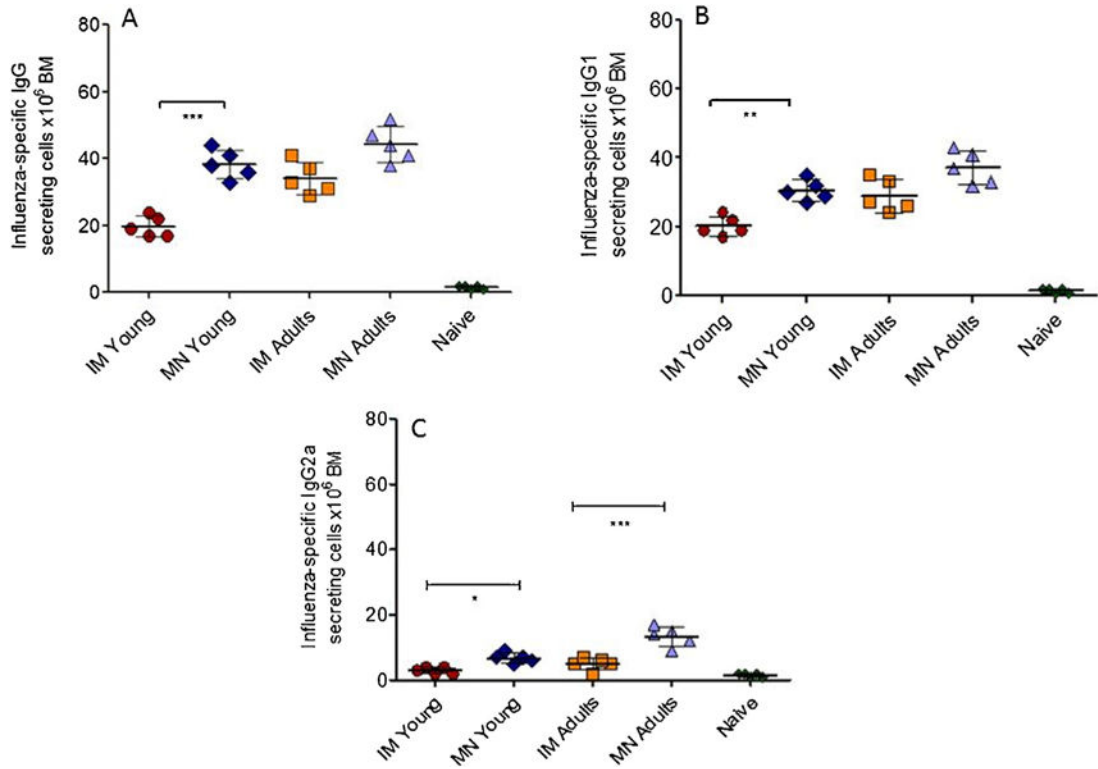 A
Influenza-specific IgG
secreting cells x10⁶ BM
80
60
40
20
0
***
IM Young
MN Young
IM Adults
MN Adults
Naive
B
Influenza-specific IgG1
secreting cells x10⁶ BM
80
60
40
20
0
**
IM Young
MN Young
IM Adults
MN Adults
Naive
C
Influenza-specific IgG2a
secreting cells x10⁶ BM
80
60
40
20
0
*
***
IM Young
MN Young
IM Adults
MN Adults
Naive